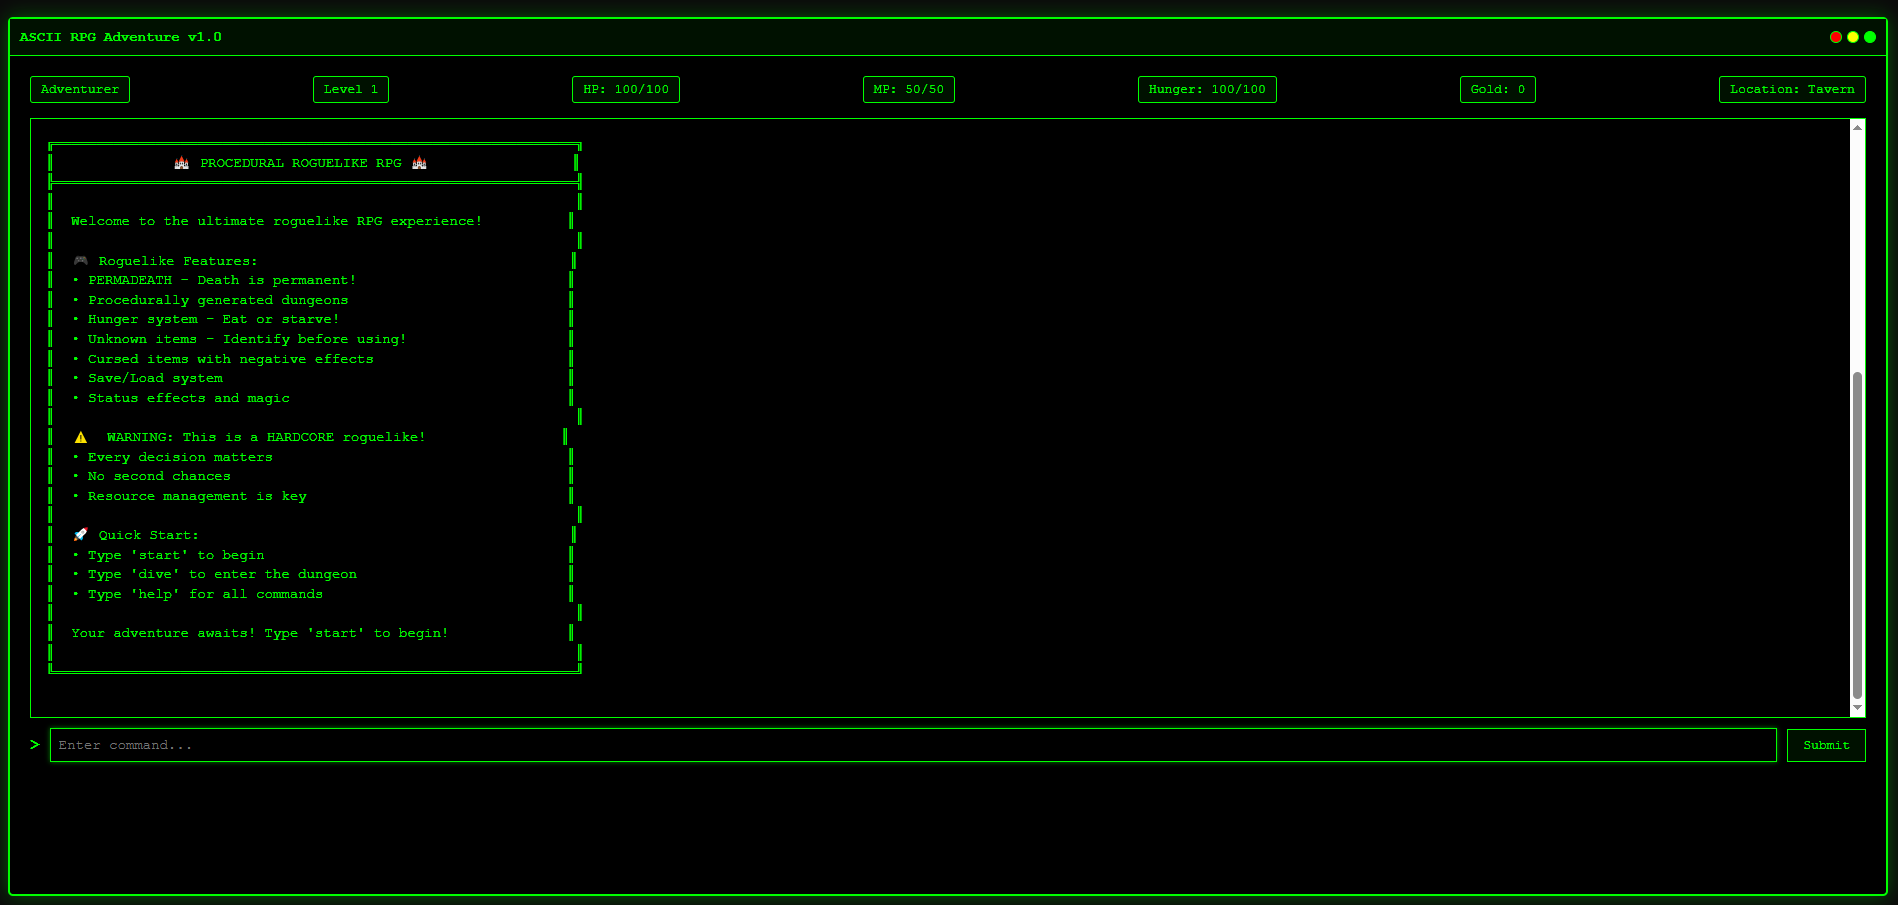 ASCII RPG Adventure v1.0
Adventurer
Level 1
HP: 100/100
MP: 50/50
Hunger: 100/100
Gold: 0
Location: Tavern
🏰 PROCEDURAL ROGUELIKE RPG 🏰
Welcome to the ultimate roguelike RPG experience!
🎮 Roguelike Features:
• PERMADEATH - Death is permanent!
• Procedurally generated dungeons
• Hunger system - Eat or starve!
• Unknown items - Identify before using!
• Cursed items with negative effects
• Save/Load system
• Status effects and magic
⚠️ WARNING: This is a HARDCORE roguelike!
• Every decision matters
• No second chances
• Resource management is key
🚀 Quick Start:
• Type 'start' to begin
• Type 'dive' to enter the dungeon
• Type 'help' for all commands
Your adventure awaits! Type 'start' to begin!
> Enter command...
Submit